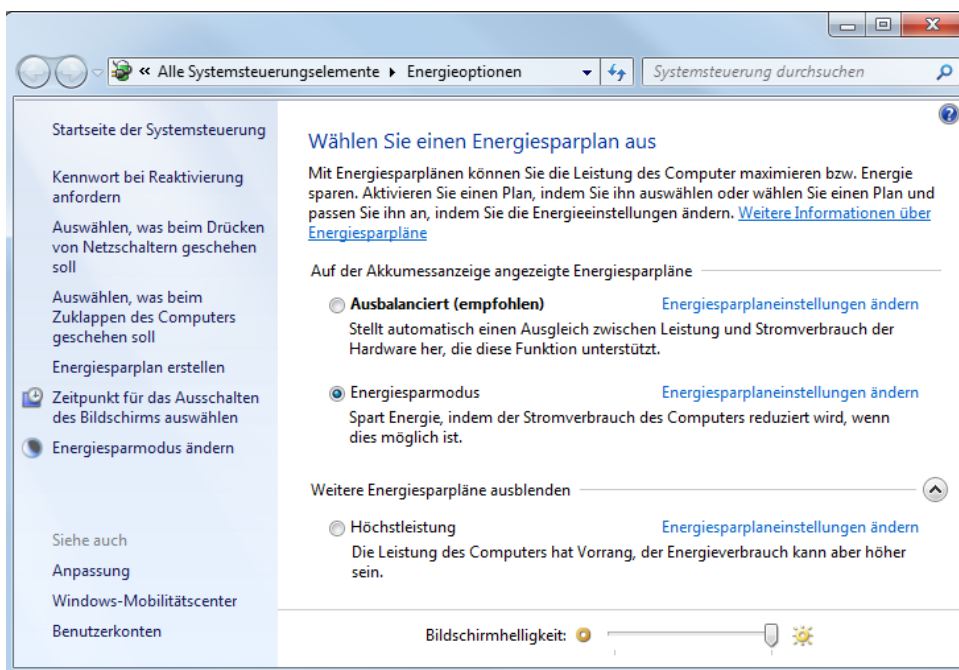 « Alle Systemsteuerungselemente ▸ Energieoptionen
Systemsteuerung durchsuchen
Startseite der Systemsteuerung
Kennwort bei Reaktivierung
anfordern
Auswählen, was beim Drücken
von Netzschaltern geschehen
soll
Auswählen, was beim
Zuklappen des Computers
geschehen soll
Energiesparplan erstellen
Zeitpunkt für das Ausschalten
des Bildschirms auswählen
Energiesparmodus ändern
Siehe auch
Anpassung
Windows-Mobilitätscenter
Benutzerkonten
Wählen Sie einen Energiesparplan aus
Mit Energiesparplänen können Sie die Leistung des Computer maximieren bzw. Energie
sparen. Aktivieren Sie einen Plan, indem Sie ihn auswählen oder wählen Sie einen Plan und
passen Sie ihn an, indem Sie die Energieeinstellungen ändern. Weitere Informationen über
Energiesparpläne
Auf der Akkumessanzeige angezeigte Energiesparpläne
Ausbalanciert (empfohlen) Energiesparplaneinstellungen ändern
Stellt automatisch einen Ausgleich zwischen Leistung und Stromverbrauch der
Hardware her, die diese Funktion unterstützt.
Energiesparmodus Energiesparplaneinstellungen ändern
Spart Energie, indem der Stromverbrauch des Computers reduziert wird, wenn
dies möglich ist.
Weitere Energiesparpläne ausblenden
Höchstleistung Energiesparplaneinstellungen ändern
Die Leistung des Computers hat Vorrang, der Energieverbrauch kann aber höher
sein.
Bildschirmhelligkeit: